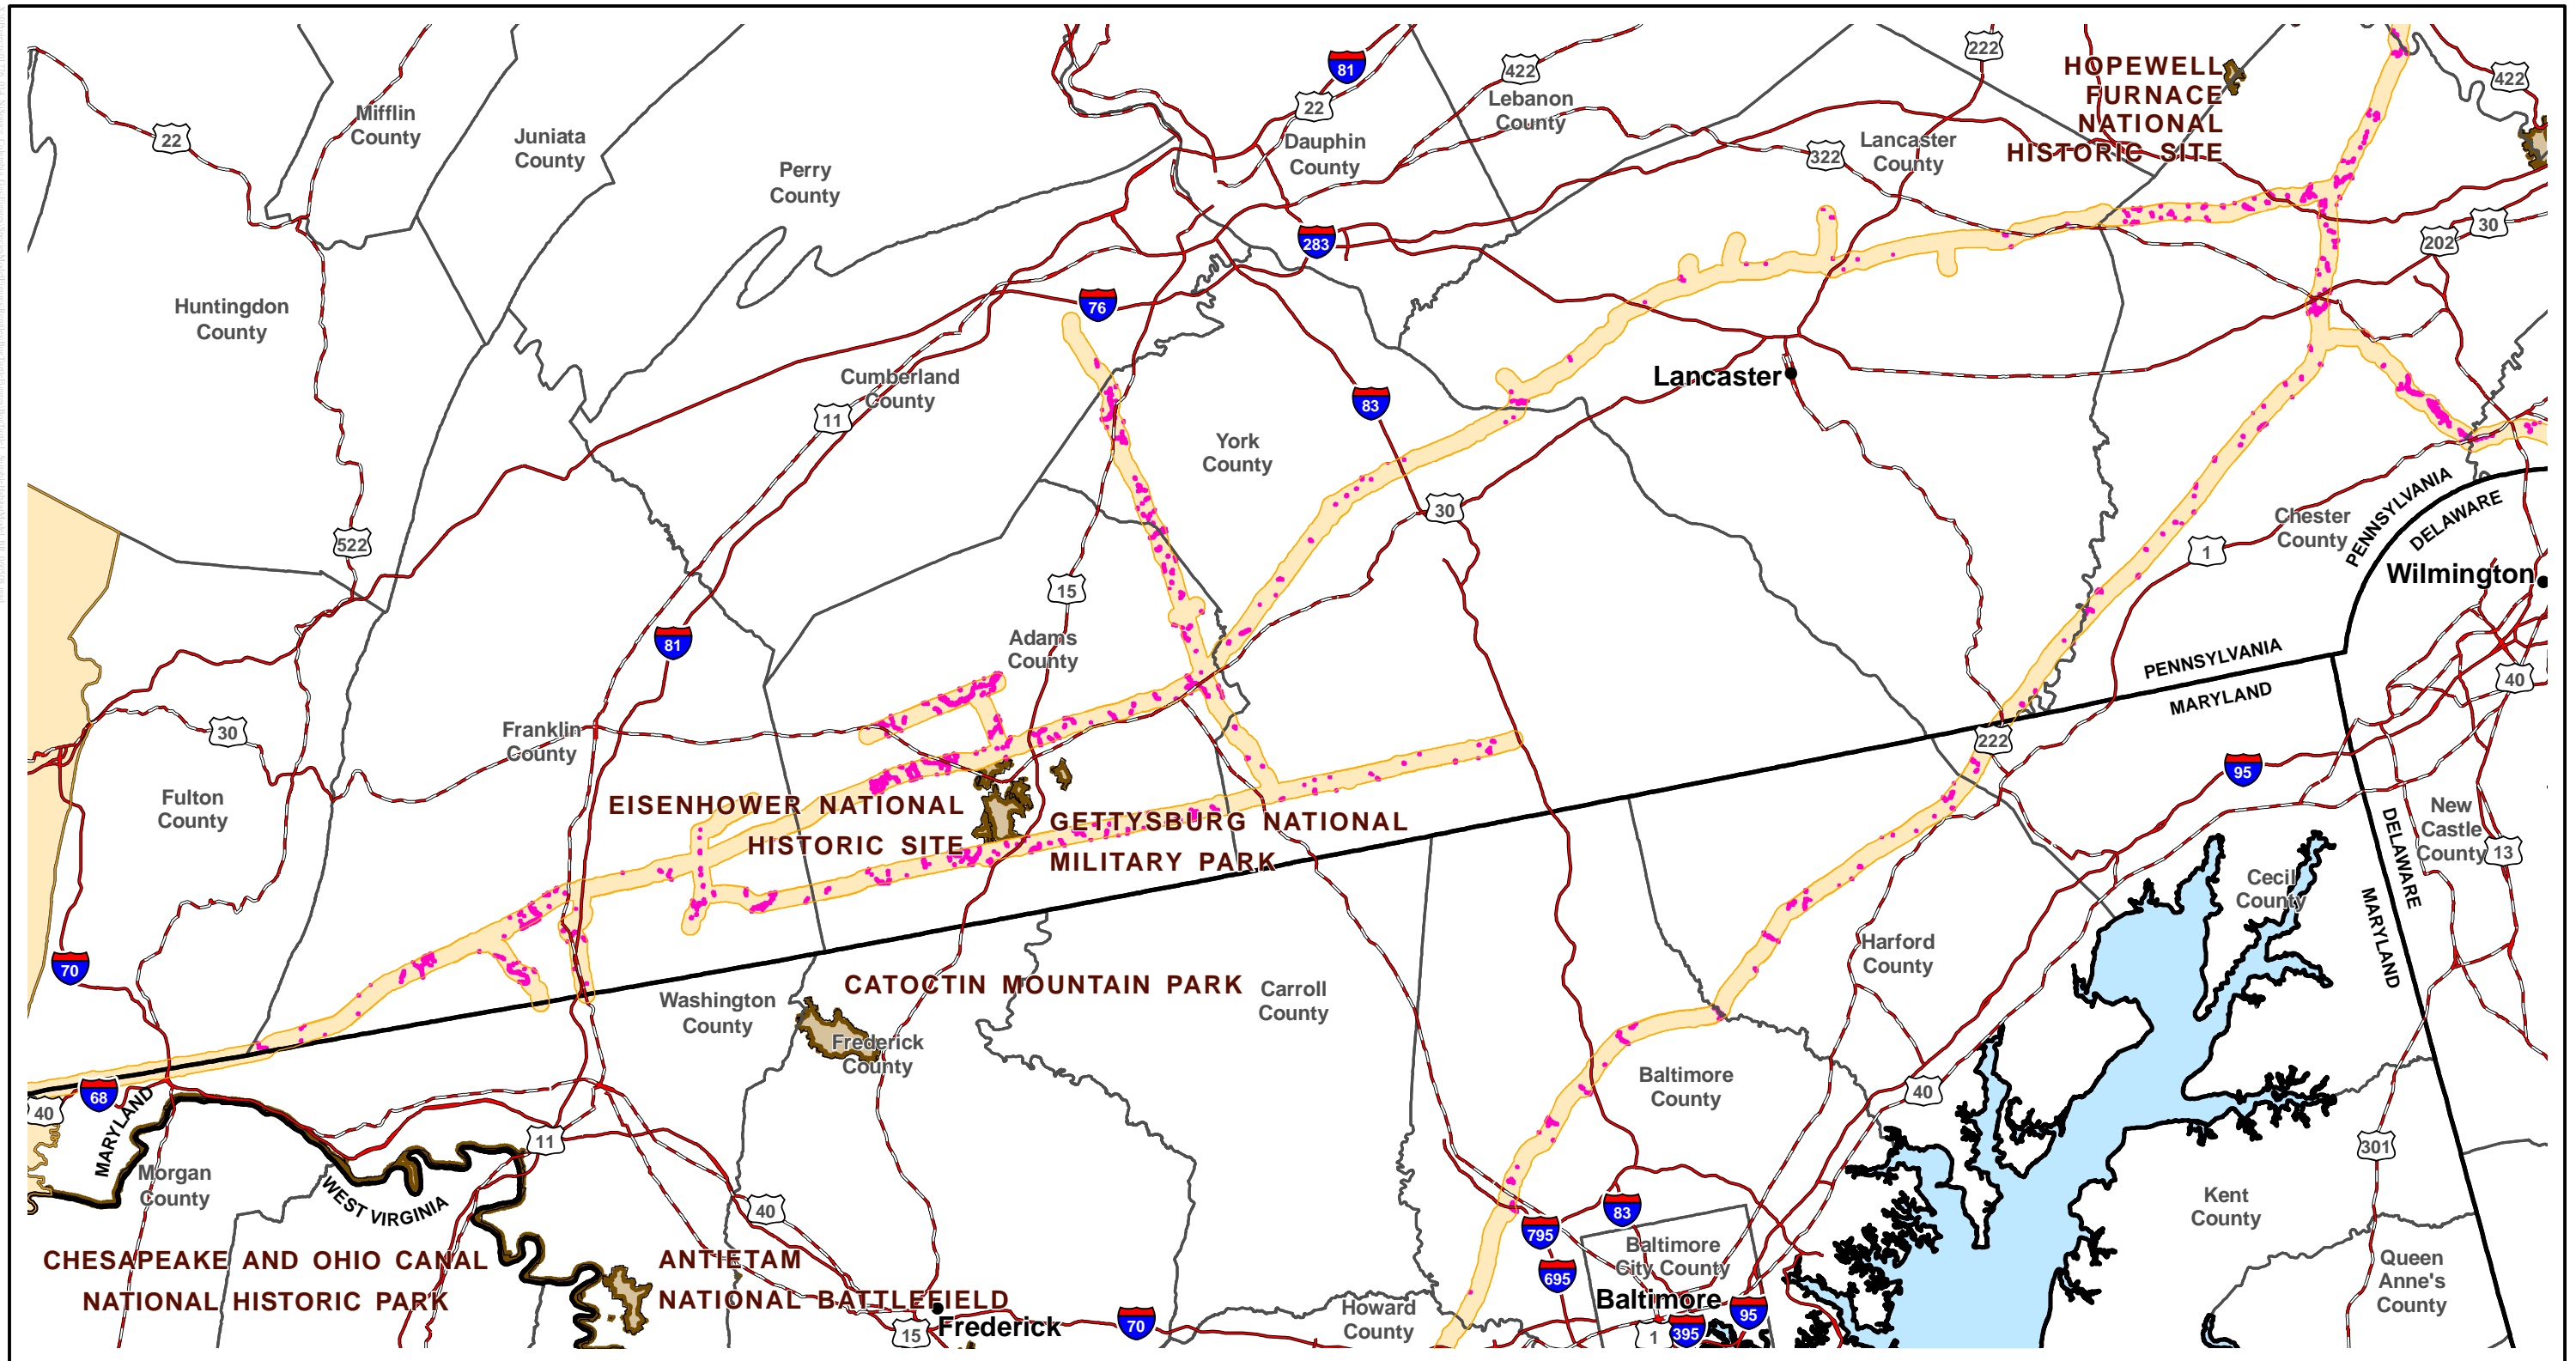 81
422
222
HOPEWELL
FURNACE
NATIONAL
HISTORIC SITE
422
22
Mifflin
County
22
Juniata
County
Lebanon
County
Dauphin
County
322
Lancaster
County
Perry
County
283
30
202
Huntingdon
County
76
Cumberland
County
11
83
Lancaster
York
County
30
522
Chester
County
PENNSYLVANIA
DELAWARE
1
Wilmington
15
81
Adams
County
PENNSYLVANIA
MARYLAND
40
30
Franklin
County
222
95
Fulton
County
EISENHOWER NATIONAL
HISTORIC SITE
GETTYSBURG NATIONAL
MILITARY PARK
New
Castle
County
13
DELAWARE
MARYLAND
Cecil
County
70
Harford
County
CATOCTIN MOUNTAIN PARK
Washington
County
Carroll
County
Frederick
County
Baltimore
County
40
68
40
MARYLAND
11
301
Morgan
County
WEST VIRGINIA
40
83
Kent
County
795
Baltimore
City County
695
CHESAPEAKE AND OHIO CANAL
NATIONAL HISTORIC PARK
ANTIETAM
NATIONAL BATTLEFIELD
Queen
Anne's
County
Howard
County
Baltimore
95
70
15
Frederick
1
395